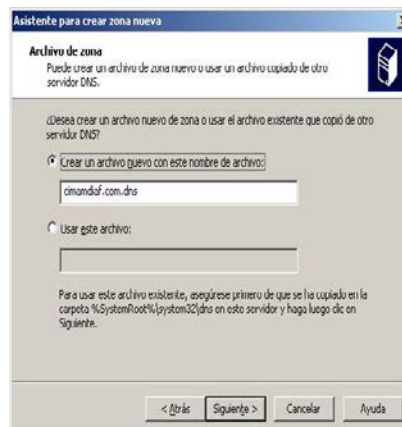 Asistente para crear zona nueva
Archivo de zona
Puede crear un archivo de zona nuevo o usar un archivo copiado de otro
servidor DNS.
¿Desea crear un archivo nuevo de zona o usar el archivo existente que copió de otro
servidor DNS?
Crear un archivo nuevo con este nombre de archivo:
cimamdiaf.com.dns
Usar este archivo:
Para usar este archivo existente, asegúrese primero de que se ha copiado en la
carpeta %SystemRoot%\system32\dns en este servidor y haga luego clic en
Siguiente.
< Atrás Siguiente > Cancelar Ayuda